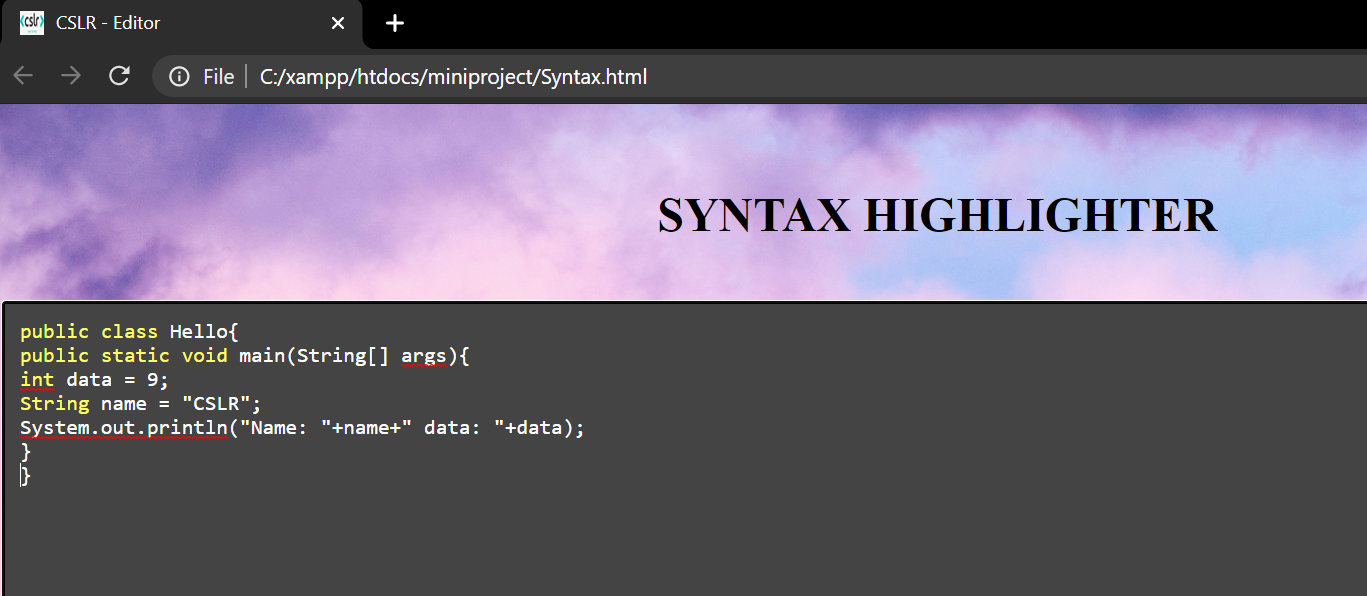 <cslr> CSLR - Editor
File C:/xampp/htdocs/miniproject/Syntax.html
SYNTAX HIGHLIGHTER
public class Hello{
public static void main(String[] args){
int data = 9;
String name = "CSLR";
System.out.println("Name: "+name+" data: "+data);
}
}